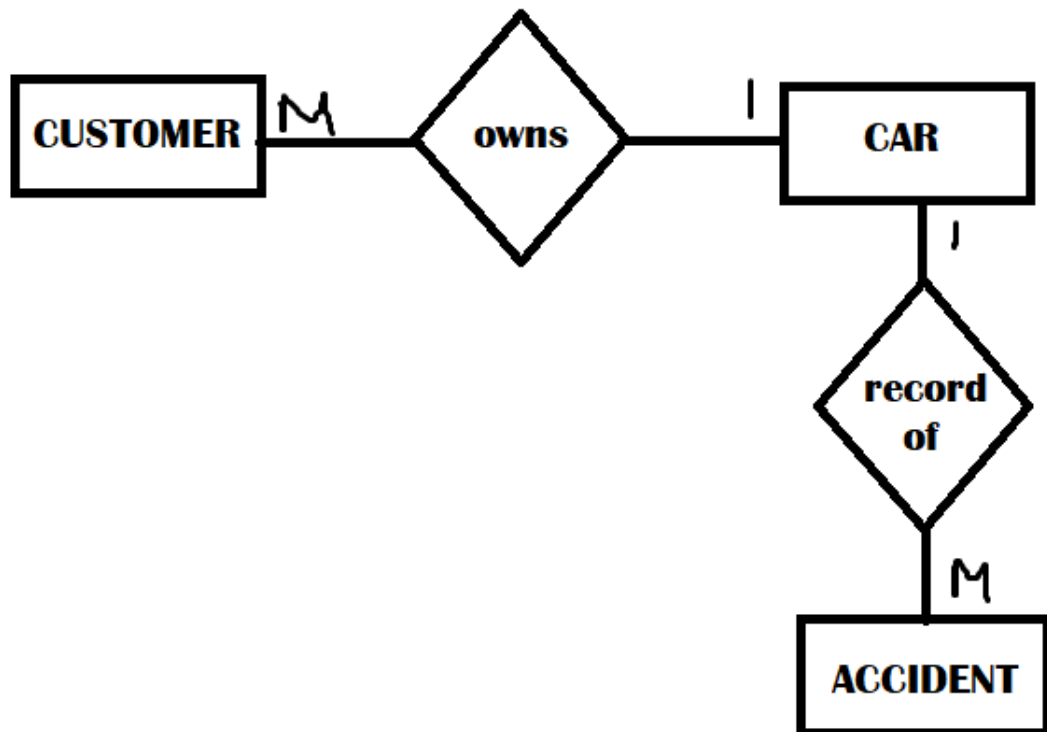 CUSTOMER
M
owns
1
CAR
1
record
of
M
ACCIDENT